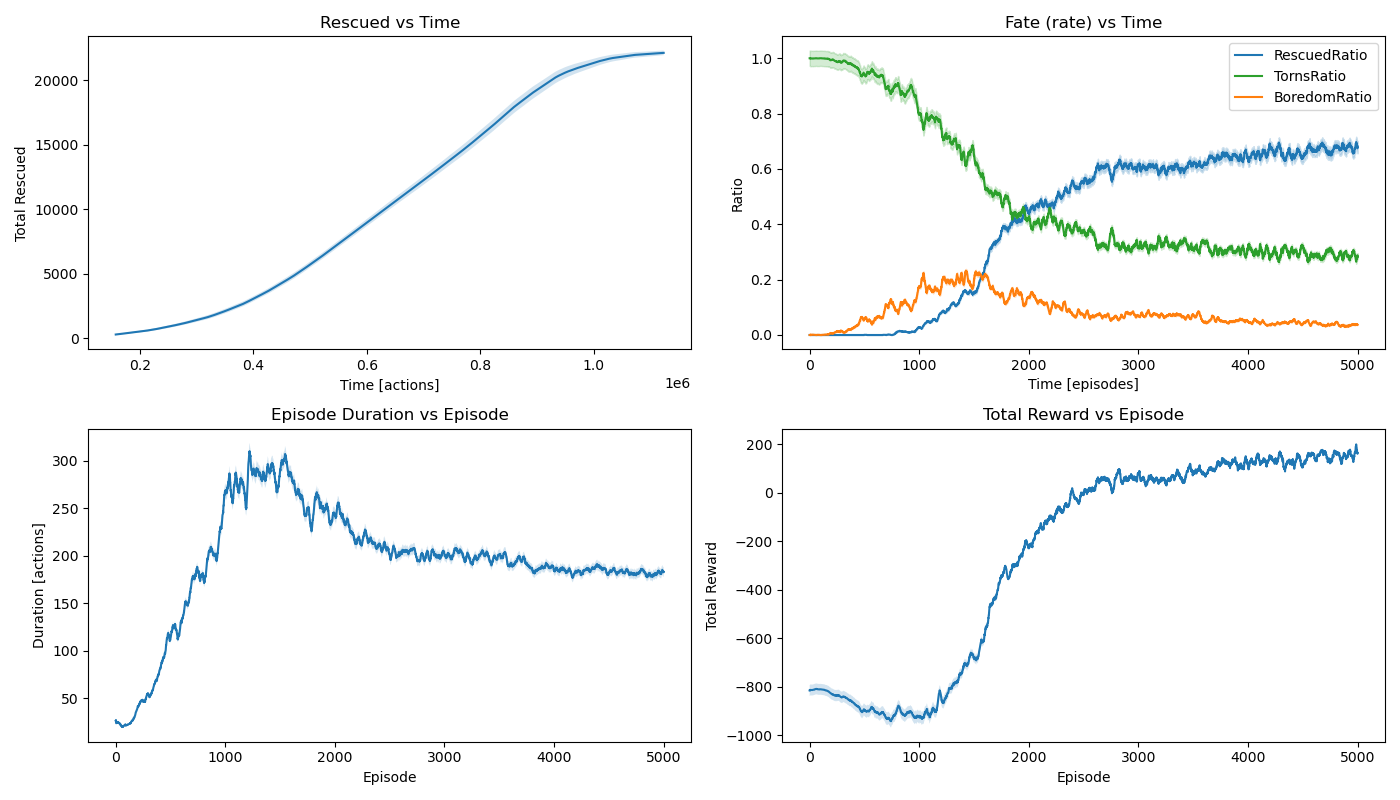 Rescued vs Time
Total Rescued
20000
15000
10000
5000
0
0.2 0.4 0.6 0.8 1.0
1e6
Time [actions]
Fate (rate) vs Time
RescuedRatio
TornsRatio
BoredomRatio
Ratio
1.0
0.8
0.6
0.4
0.2
0.0
0 1000 2000 3000 4000 5000
Time [episodes]
Episode Duration vs Episode
Duration [actions]
300
250
200
150
100
50
0 1000 2000 3000 4000 5000
Episode
Total Reward vs Episode
Total Reward
200
0
−200
−400
−600
−800
−1000
0 1000 2000 3000 4000 5000
Episode